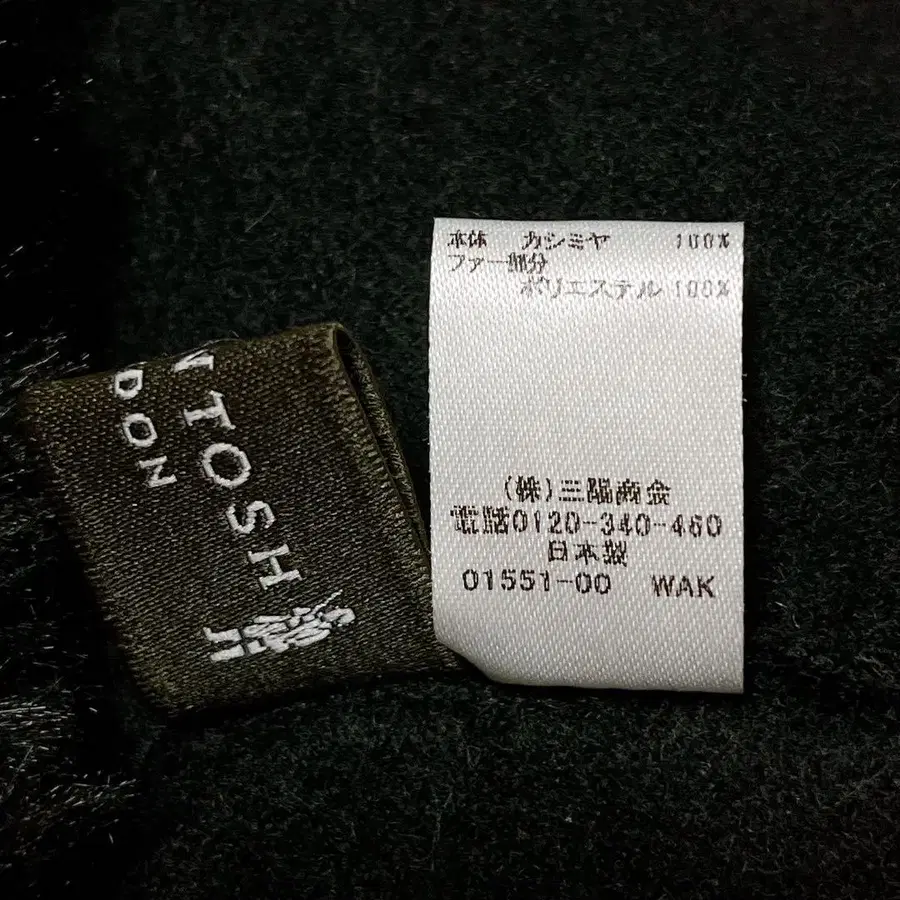 NTOSH
DON
本体 カシミヤ 100%
ファー部分
ポリエステル 100%
(株)三陽商会
電話0120-340-460
日本製
01551-00 WAK